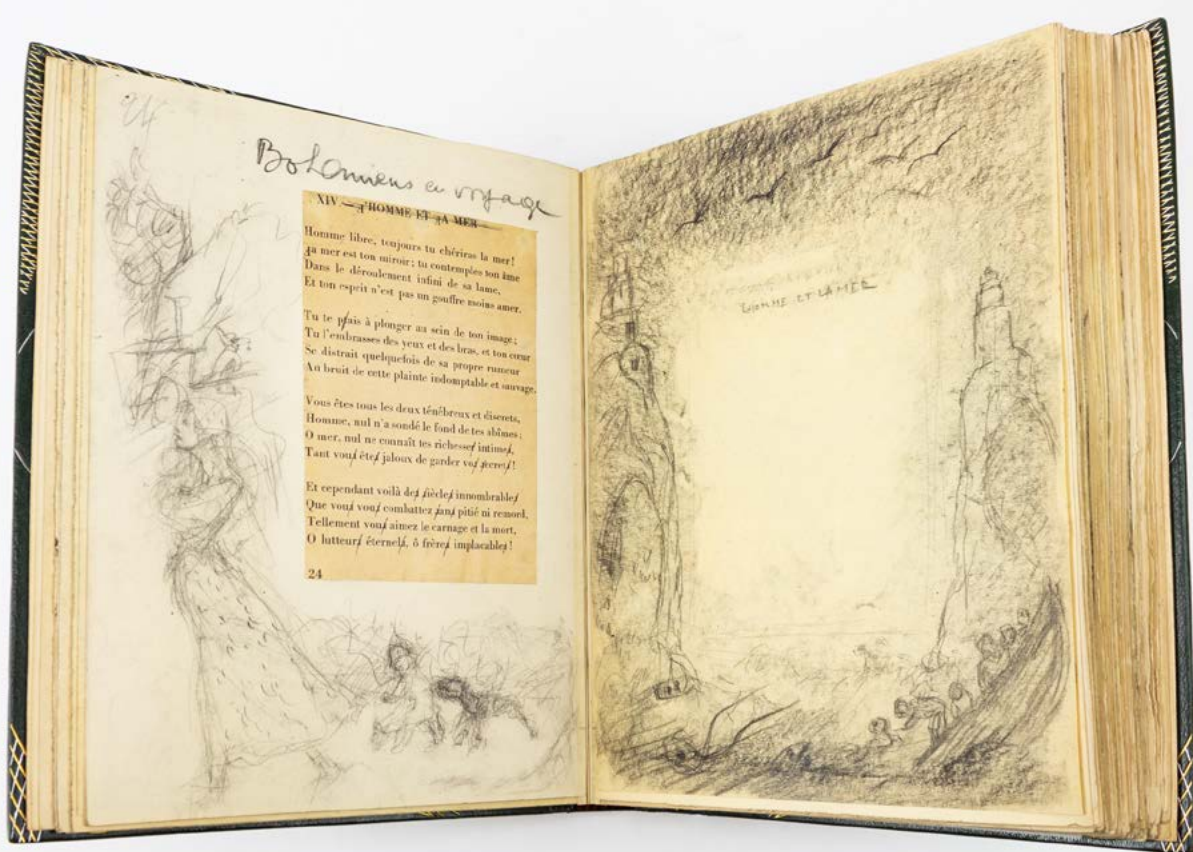 24
Bohémiens en voyage
XIV. — L'HOMME ET LA MER
Homme libre, toujours tu chériras la mer !
La mer est ton miroir ; tu contemples ton âme
Dans le déroulement infini de sa lame,
Et ton esprit n'est pas un gouffre moins amer.
Tu te plais à plonger au sein de ton image ;
Tu l'embrasses des yeux et des bras, et ton cœur
Se distrait quelquefois de sa propre rumeur
Au bruit de cette plainte indomptable et sauvage.
Vous êtes tous les deux ténébreux et discrets,
Homme, nul n'a sondé le fond de tes abîmes ;
O mer, nul ne connaît tes richesses intimes,
Tant vous êtes jaloux de garder vos secrets !
Et cependant voilà des siècles innombrables
Que vous vous combattez sans pitié ni remord,
Tellement vous aimez le carnage et la mort,
O lutteurs éternels, ô frères implacables !
24
L'HOMME ET LA MER